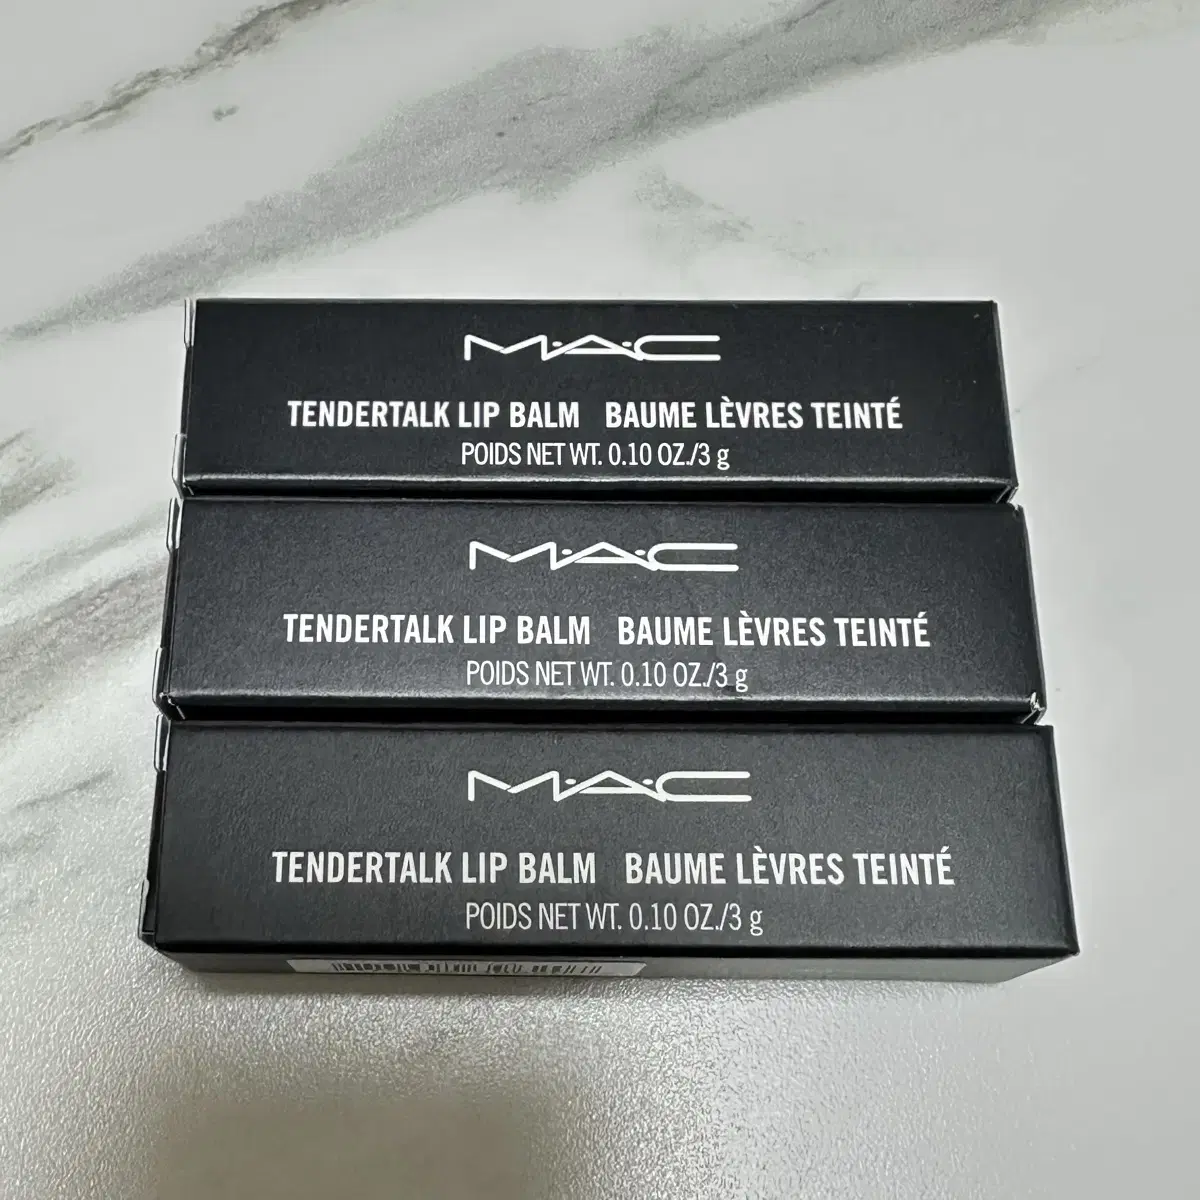 M·A·C
TENDERTALK LIP BALM BAUME LÈVRES TEINTÉ
POIDS NET WT. 0.10 OZ./3 g
M·A·C
TENDERTALK LIP BALM BAUME LÈVRES TEINTÉ
POIDS NET WT. 0.10 OZ./3 g
M·A·C
TENDERTALK LIP BALM BAUME LÈVRES TEINTÉ
POIDS NET WT. 0.10 OZ./3 g